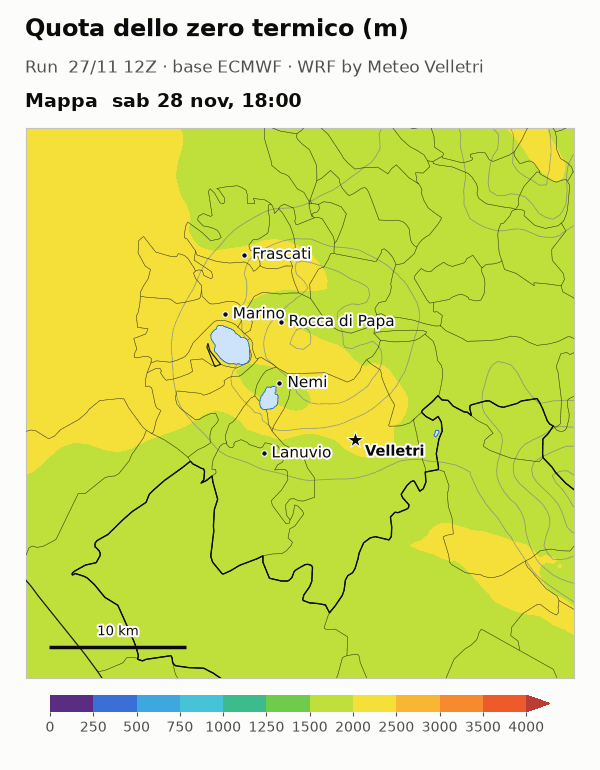 Quota dello zero termico (m)
Run  27/11 12Z · base ECMWF · WRF by Meteo Velletri
Mappa  sab 28 nov, 18:00
Frascati
Marino
Rocca di Papa
Nemi
Velletri
Lanuvio
10 km
0 250 500 750 1000 1250 1500 2000 2500 3000 3500 4000